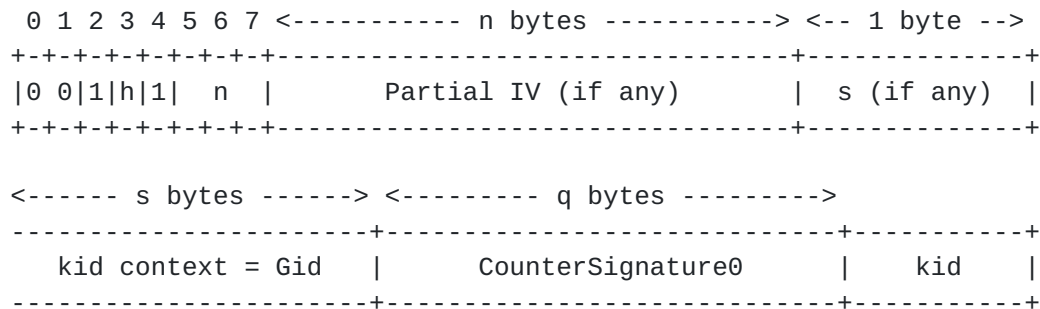 0 1 2 3 4 5 6 7 <----------- n bytes -----------> <-- 1 byte -->
+-+-+-+-+-+-+-+-+---------------------------------+--------------+
|0 0|1|h|1|  n  |       Partial IV (if any)       |  s (if any)  |
+-+-+-+-+-+-+-+-+---------------------------------+--------------+

<------ s bytes ------> <--------- q bytes --------->
-----------------------+-----------------------------+-----------+
   kid context = Gid   |      CounterSignature0      |    kid    |
-----------------------+-----------------------------+-----------+